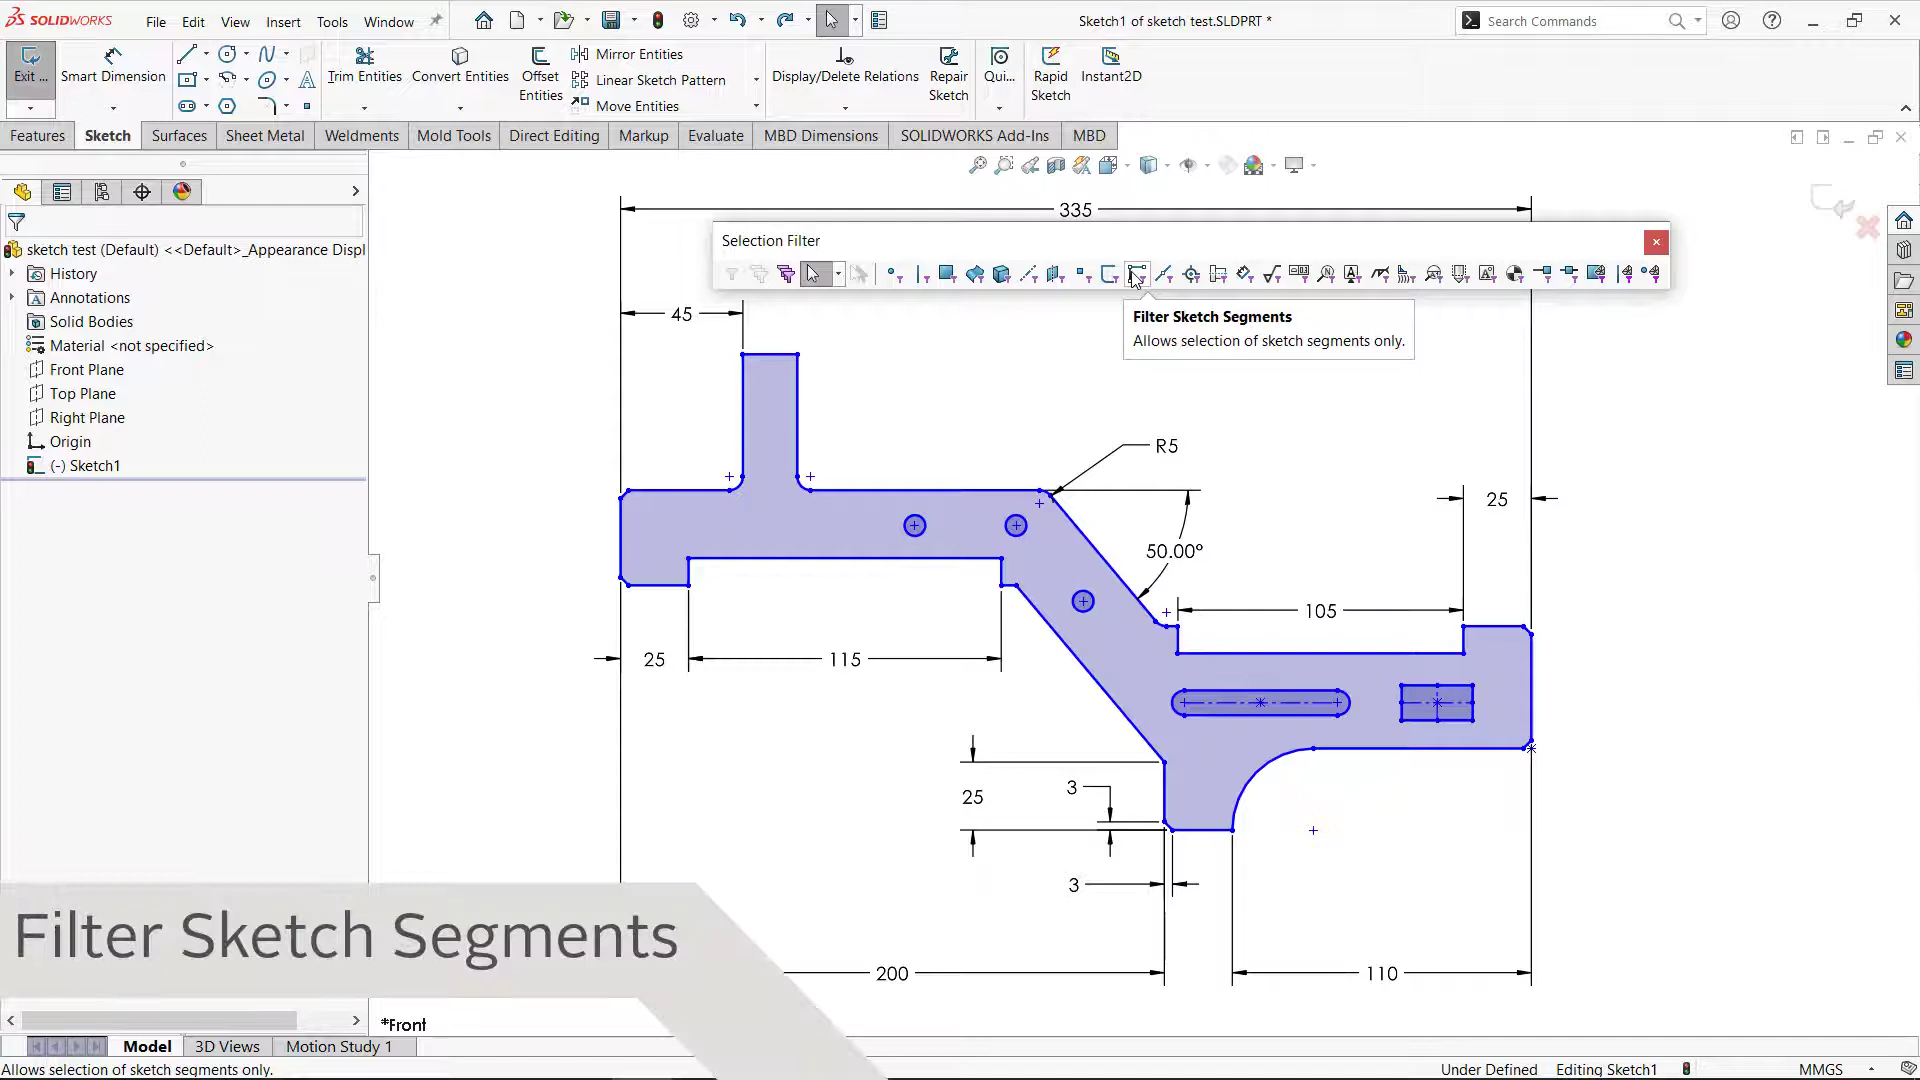 SOLIDWORKS
File Edit View Insert Tools Window
Sketch1 of sketch test.SLDPRT *
Search Commands
Exit ...
Smart Dimension
Trim Entities
Convert Entities
Offset Entities
Mirror Entities
Linear Sketch Pattern
Move Entities
Display/Delete Relations
Repair Sketch
Qui...
Rapid Sketch
Instant2D
Features Sketch Surfaces Sheet Metal Weldments Mold Tools Direct Editing Markup Evaluate MBD Dimensions SOLIDWORKS Add-Ins MBD
sketch test (Default) <<Default>_Appearance Displ
History
Annotations
Solid Bodies
Material <not specified>
Front Plane
Top Plane
Right Plane
Origin
(-) Sketch1
335
Selection Filter
Filter Sketch Segments
Allows selection of sketch segments only.
45
R5
25
50.00°
105
25
115
25
3
3
200
110
Filter Sketch Segments
*Front
Model 3D Views Motion Study 1
Allows selection of sketch segments only.
Under Defined Editing Sketch1 MMGS